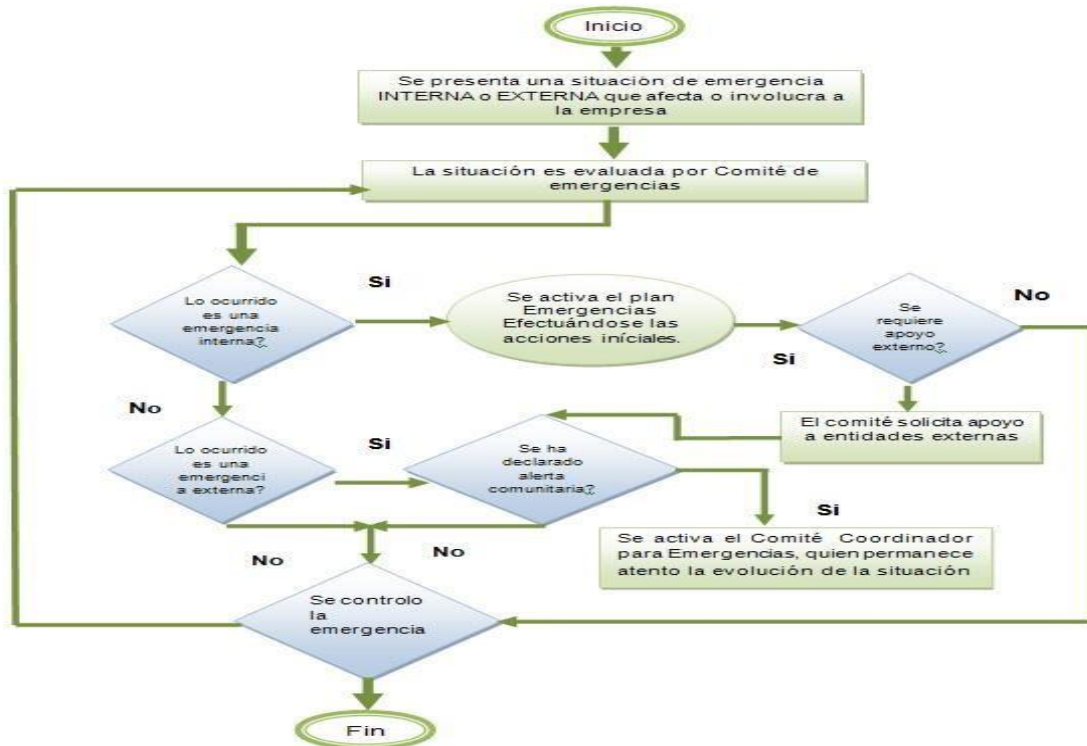 Inicio
Se presenta una situación de emergencia
INTERNA o EXTERNA que afecta o involucra a
la empresa
La situación es evaluada por Comité de
emergencias
Lo ocurrido
es una
emergencia
interna?
Si
Se activa el plan
Emergencias
Efectuándose las
acciones iníciales.
Se
requiere
apoyo
externo?
No
Si
No
El comité solicita apoyo
a entidades externas
Lo ocurrido
es una
emergenci
a externa?
Si
Se ha
declarado
alerta
comunitaria?
Si
Se activa el Comité Coordinador
para Emergencias, quien permanece
atento la evolución de la situación
No
No
Se controlo
la
emergencia
Fin